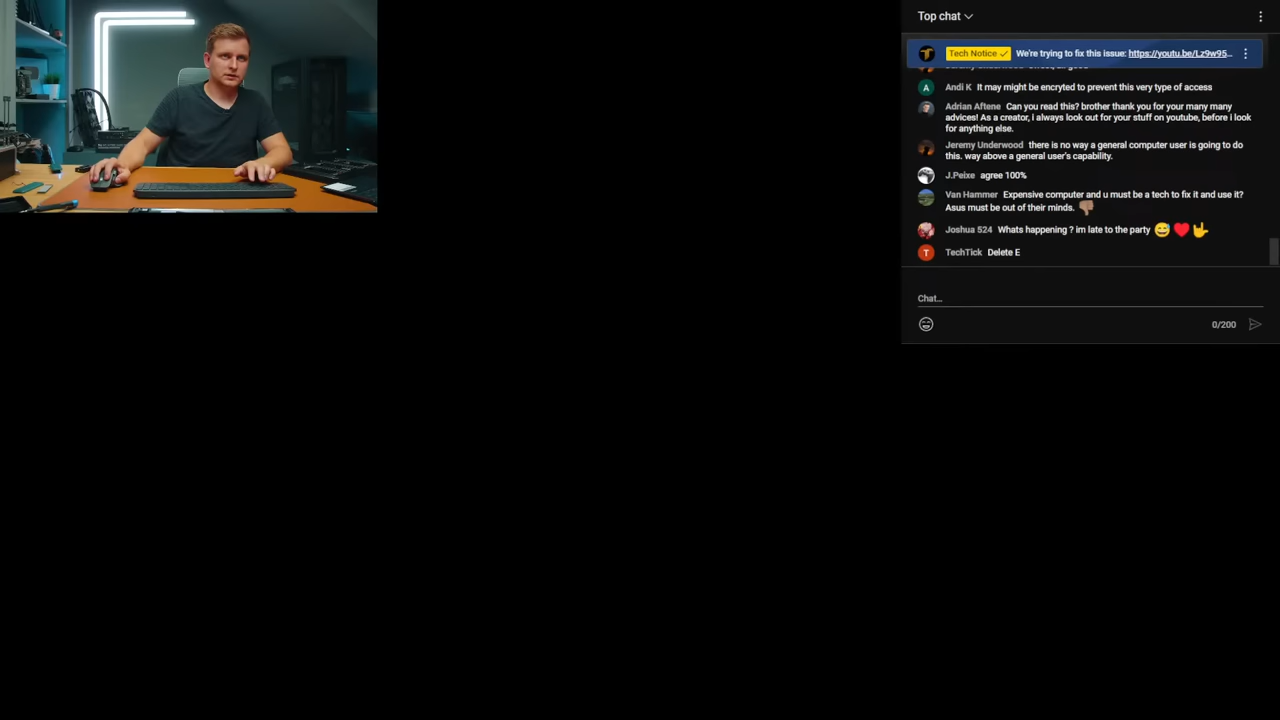 Top chat
Tech Notice We're trying to fix this issue: https://youtu.be/Lz9w95...
Andi K It may might be encryted to prevent this very type of access
Adrian Aftene Can you read this? brother thank you for your many many
advices! As a creator, i always look out for your stuff on youtube, before i look
for anything else.
Jeremy Underwood there is no way a general computer user is going to do
this. way above a general user's capability.
J.Peixe agree 100%
Van Hammer Expensive computer and u must be a tech to fix it and use it?
Asus must be out of their minds. 👎🏽
Joshua 524 Whats happening ? im late to the party 😅❤️🤟
T TechTick Delete E
Chat...
0/200